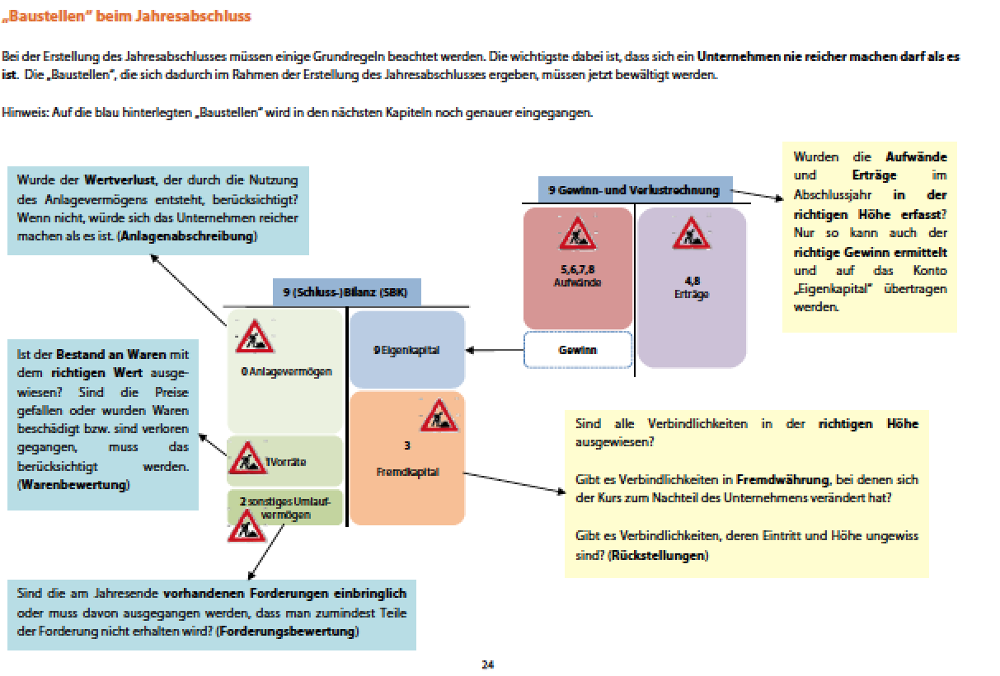 „Baustellen“ beim Jahresabschluss
Bei der Erstellung des Jahresabschlusses müssen einige Grundregeln beachtet werden. Die wichtigste dabei ist, dass sich ein Unternehmen nie reicher machen darf als es
ist. Die „Baustellen“, die sich dadurch im Rahmen der Erstellung des Jahresabschlusses ergeben, müssen jetzt bewältigt werden.
Hinweis: Auf die blau hinterlegten „Baustellen“ wird in den nächsten Kapiteln noch genauer eingegangen.
Wurde der Wertverlust, der durch die Nutzung
des Anlagevermögens entsteht, berücksichtigt?
Wenn nicht, würde sich das Unternehmen reicher
machen als es ist. (Anlagenabschreibung)
9 Gewinn- und Verlustrechnung
5,6,7,8
Aufwände
4,8
Erträge
Gewinn
Wurden die Aufwände
und Erträge im
Abschlussjahr in der
richtigen Höhe erfasst?
Nur so kann auch der
richtige Gewinn ermittelt
und auf das Konto
„Eigenkapital“ übertragen
werden.
9 (Schluss-)Bilanz (SBK)
0 Anlagevermögen
9 Eigenkapital
1 Vorräte
3
Fremdkapital
2 sonstiges Umlauf-
vermögen
Ist der Bestand an Waren mit
dem richtigen Wert ausge-
wiesen? Sind die Preise
gefallen oder wurden Waren
beschädigt bzw. sind verloren
gegangen, muss das
berücksichtigt werden.
(Warenbewertung)
Sind alle Verbindlichkeiten in der richtigen Höhe
ausgewiesen?
Gibt es Verbindlichkeiten in Fremdwährung, bei denen sich
der Kurs zum Nachteil des Unternehmens verändert hat?
Gibt es Verbindlichkeiten, deren Eintritt und Höhe ungewiss
sind? (Rückstellungen)
Sind die am Jahresende vorhandenen Forderungen einbringlich
oder muss davon ausgegangen werden, dass man zumindest Teile
der Forderung nicht erhalten wird? (Forderungsbewertung)
24